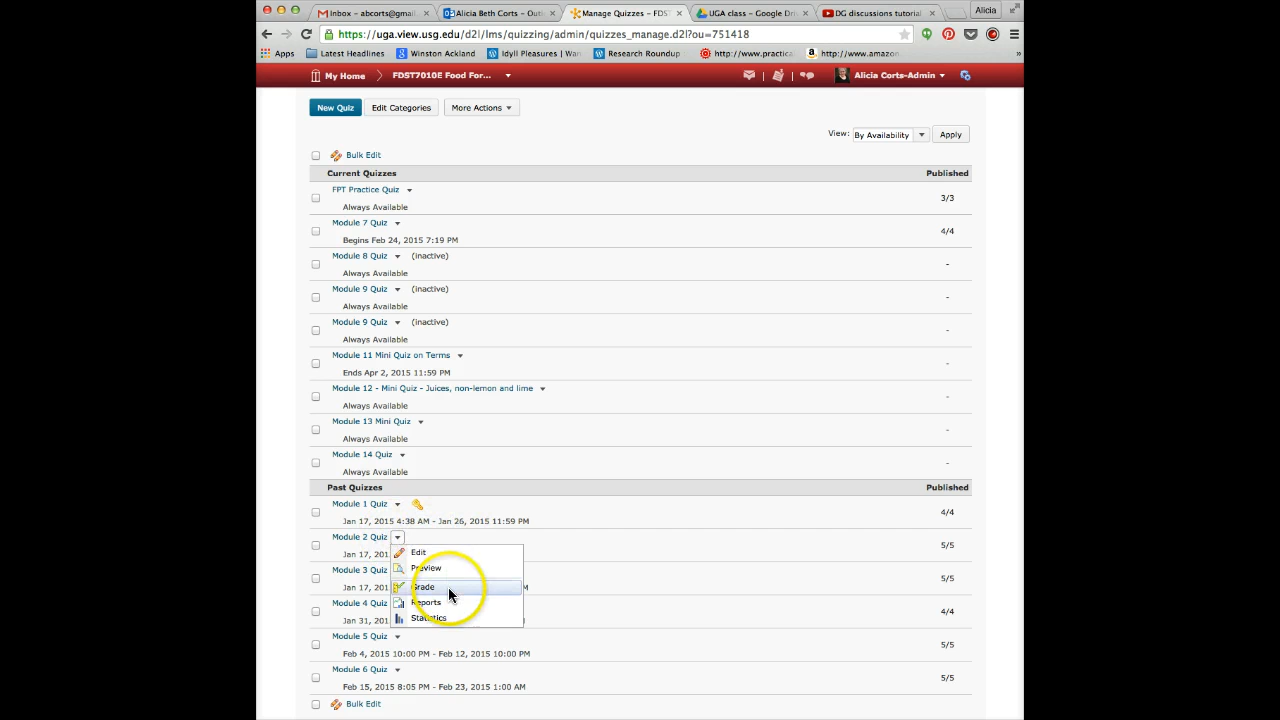 Inbox – abcorts@gmail
Alicia Beth Corts – Outl
Manage Quizzes – FDST
UGA class – Google Dri
DG discussions tutorial
Alicia
https://uga.view.usg.edu/d2l/lms/quizzing/admin/quizzes_manage.d2l?ou=751418
Apps
Latest Headlines
Winston Ackland
Idyll Pleasures | Wan
Research Roundup
http://www.practica
http://www.amazon.
»
My Home
FDST7010E Food For...
Alicia Corts-Admin
New Quiz
Edit Categories
More Actions
View:
By Availability
Apply
Bulk Edit
Current Quizzes
Published
FPT Practice Quiz
Always Available
3/3
Module 7 Quiz
Begins Feb 24, 2015 7:19 PM
4/4
Module 8 Quiz
(inactive)
Always Available
-
Module 9 Quiz
(inactive)
Always Available
-
Module 9 Quiz
(inactive)
Always Available
-
Module 11 Mini Quiz on Terms
Ends Apr 2, 2015 11:59 PM
-
Module 12 - Mini Quiz - Juices, non-lemon and lime
Always Available
-
Module 13 Mini Quiz
Always Available
-
Module 14 Quiz
Always Available
-
Past Quizzes
Published
Module 1 Quiz
Jan 17, 2015 4:38 AM - Jan 26, 2015 11:59 PM
4/4
Module 2 Quiz
Jan 17, 201
5/5
Edit
Preview
Grade
Reports
Statistics
Module 3 Quiz
Jan 17, 201
M
5/5
Module 4 Quiz
Jan 31, 201
4/4
Module 5 Quiz
Feb 4, 2015 10:00 PM - Feb 12, 2015 10:00 PM
5/5
Module 6 Quiz
Feb 15, 2015 8:05 PM - Feb 23, 2015 1:00 AM
5/5
Bulk Edit